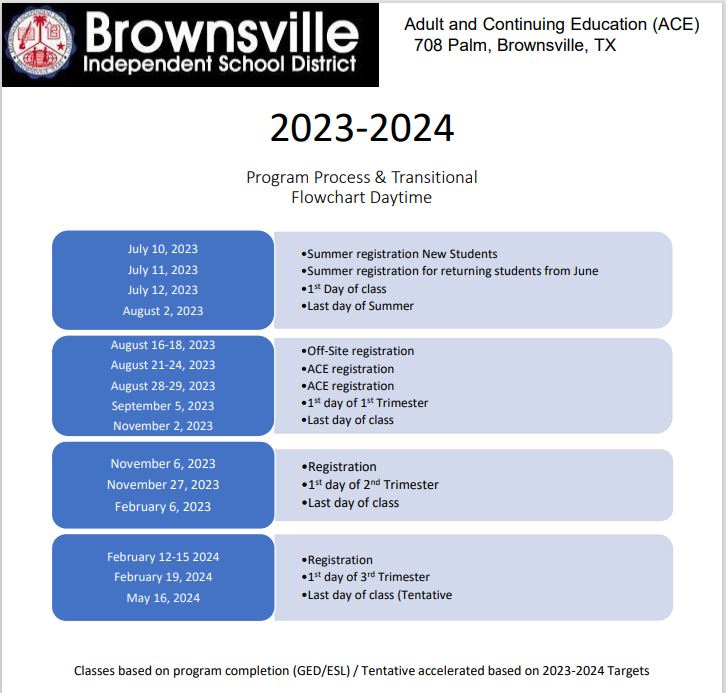 Brownsville
Independent School District
Adult and Continuing Education (ACE)
708 Palm, Brownsville, TX
2023-2024
Program Process & Transitional
Flowchart Daytime
July 10, 2023
July 11, 2023
July 12, 2023
August 2, 2023
•Summer registration New Students
•Summer registration for returning students from June
•1st Day of class
•Last day of Summer
August 16-18, 2023
August 21-24, 2023
August 28-29, 2023
September 5, 2023
November 2, 2023
•Off-Site registration
•ACE registration
•ACE registration
•1st day of 1st Trimester
•Last day of class
November 6, 2023
November 27, 2023
February 6, 2023
•Registration
•1st day of 2nd Trimester
•Last day of class
February 12-15 2024
February 19, 2024
May 16, 2024
•Registration
•1st day of 3rd Trimester
•Last day of class (Tentative
Classes based on program completion (GED/ESL) / Tentative accelerated based on 2023-2024 Targets